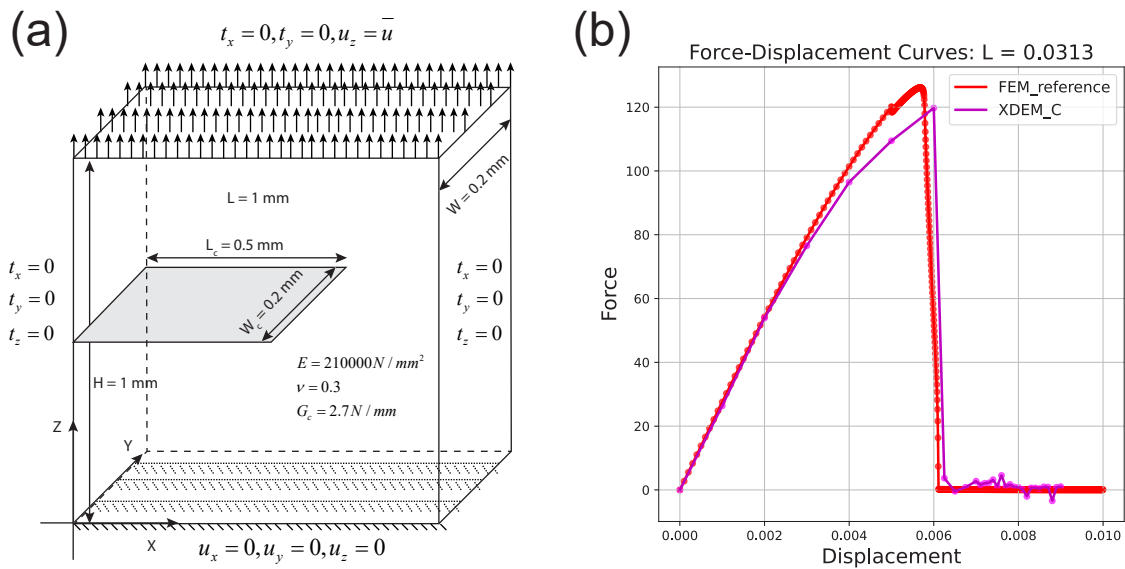 (a)
t_x = 0, t_y = 0, u_z = u̅
W = 0.2 mm
L = 1 mm
L_c = 0.5 mm
t_x = 0
t_y = 0
t_z = 0
W_c = 0.2 mm
t_x = 0
t_y = 0
t_z = 0
H = 1 mm
E = 210000N / mm²
ν = 0.3
G_c = 2.7N / mm
Z
Y
X
u_x = 0, u_y = 0, u_z = 0
(b)
Force-Displacement Curves: L = 0.0313
FEM_reference
XDEM_C
Force
120
100
80
60
40
20
0
0.000
0.002
0.004
0.006
0.008
0.010
Displacement